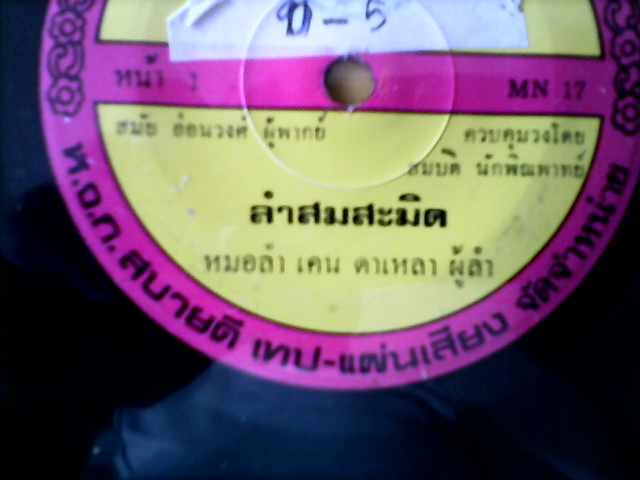 ช-5
หน้า 1
MN 17
สมัย อ่อนวงศ์ ผู้พากย์
ควบคุมวงโดย
สมบัติ นักพิณพาทย์
ลำสมสะมิด
หมอลำ เคน ดาเหลา ผู้ลำ
ห.จ.ก. สบายดี เทป-แผ่นเสียง จัดจำหน่าย